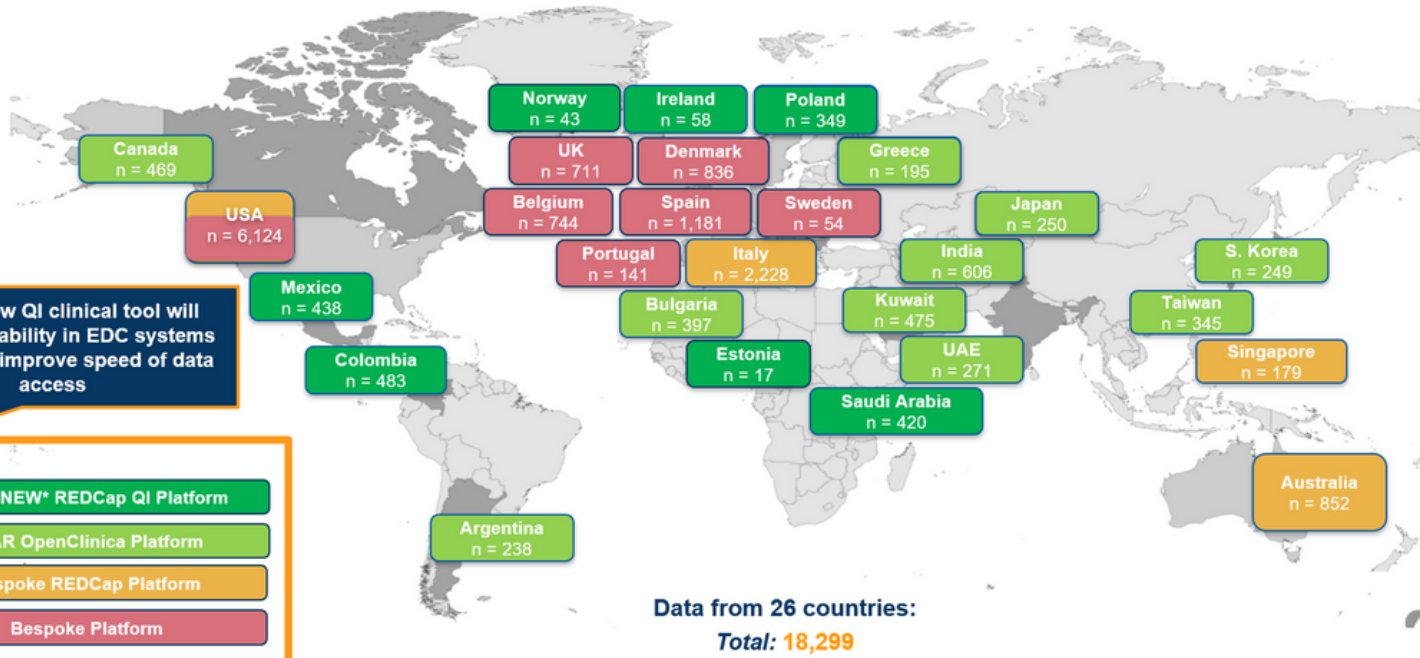 Norway
n = 43
Ireland
n = 58
Poland
n = 349
Canada
n = 469
UK
n = 711
Denmark
n = 836
Greece
n = 195
USA
n = 6,124
Belgium
n = 744
Spain
n = 1,181
Sweden
n = 54
Japan
n = 250
Portugal
n = 141
Italy
n = 2,228
India
n = 606
S. Korea
n = 249
Mexico
n = 438
Bulgaria
n = 397
Kuwait
n = 475
Taiwan
n = 345
QI clinical tool will
in EDC systems
improve speed of data
access
Colombia
n = 483
Estonia
n = 17
UAE
n = 271
Singapore
n = 179
Saudi Arabia
n = 420
Australia
n = 852
NEW* REDCap QI Platform
OpenClinica Platform
REDCap Platform
Bespoke Platform
Argentina
n = 238
Data from 26 countries:
Total: 18,299